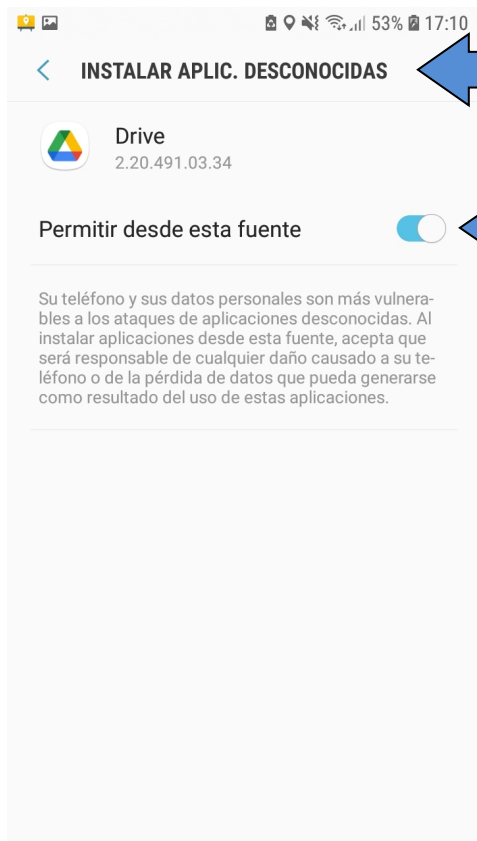 53% 17:10
INSTALAR APLIC. DESCONOCIDAS
Drive
2.20.491.03.34
Permitir desde esta fuente
Su teléfono y sus datos personales son más vulnera-
bles a los ataques de aplicaciones desconocidas. Al
instalar aplicaciones desde esta fuente, acepta que
será responsable de cualquier daño causado a su te-
léfono o de la pérdida de datos que pueda generarse
como resultado del uso de estas aplicaciones.